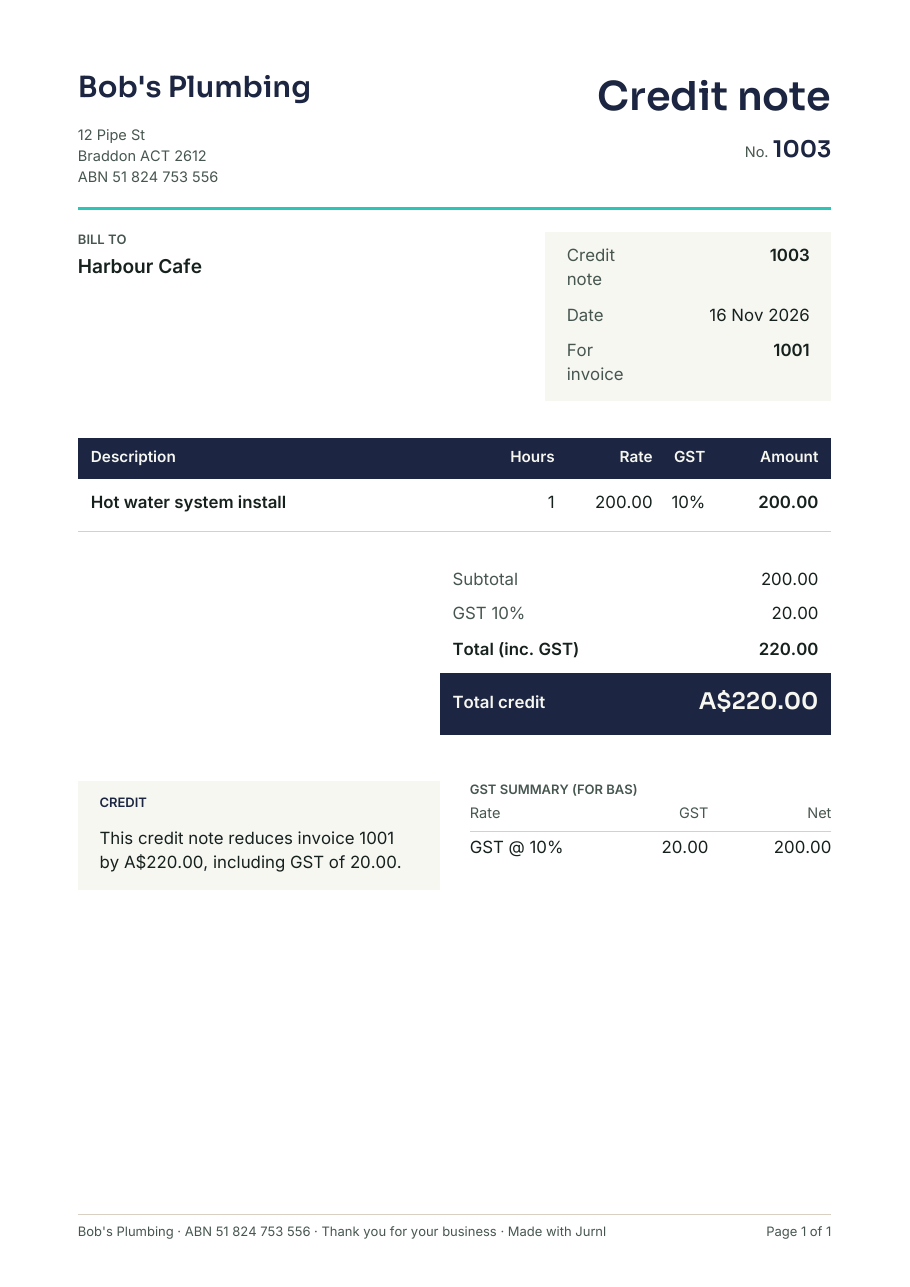 Bob's Plumbing
12 Pipe St
Braddon ACT 2612
ABN 51 824 753 556
Credit note
No. 1003
BILL TO
Harbour Cafe
Credit note 1003
Date 16 Nov 2026
For invoice 1001
Description Hours Rate GST Amount
Hot water system install 1 200.00 10% 200.00
Subtotal 200.00
GST 10% 20.00
Total (inc. GST) 220.00
Total credit A$220.00
CREDIT
This credit note reduces invoice 1001
by A$220.00, including GST of 20.00.
GST SUMMARY (FOR BAS)
Rate GST Net
GST @ 10% 20.00 200.00
Bob's Plumbing · ABN 51 824 753 556 · Thank you for your business · Made with Jurnl Page 1 of 1